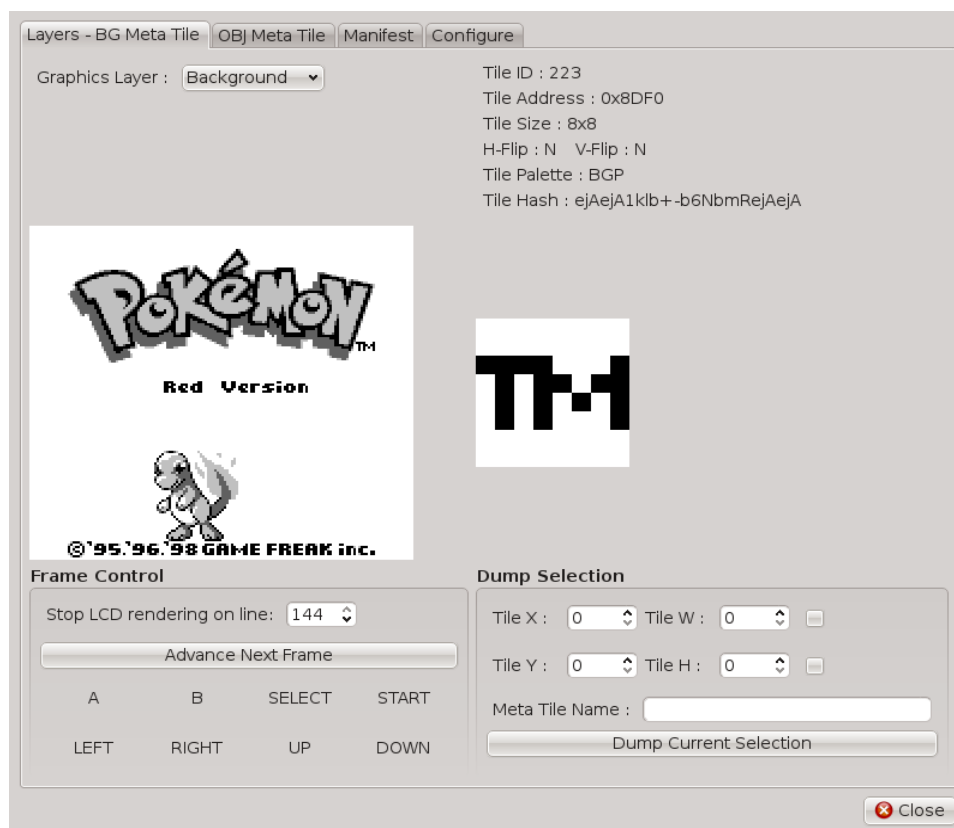 Layers - BG Meta Tile OBJ Meta Tile Manifest Configure
Graphics Layer : Background
Tile ID : 223
Tile Address : 0x8DF0
Tile Size : 8x8
H-Flip : N V-Flip : N
Tile Palette : BGP
Tile Hash : ejAejA1klb+-b6NbmRejAejA
POKéMON
TM
Red Version
©'95.'96.'98 GAME FREAK inc.
TM
Frame Control
Stop LCD rendering on line: 144
Advance Next Frame
A B SELECT START
LEFT RIGHT UP DOWN
Dump Selection
Tile X : 0 Tile W : 0
Tile Y : 0 Tile H : 0
Meta Tile Name :
Dump Current Selection
Close